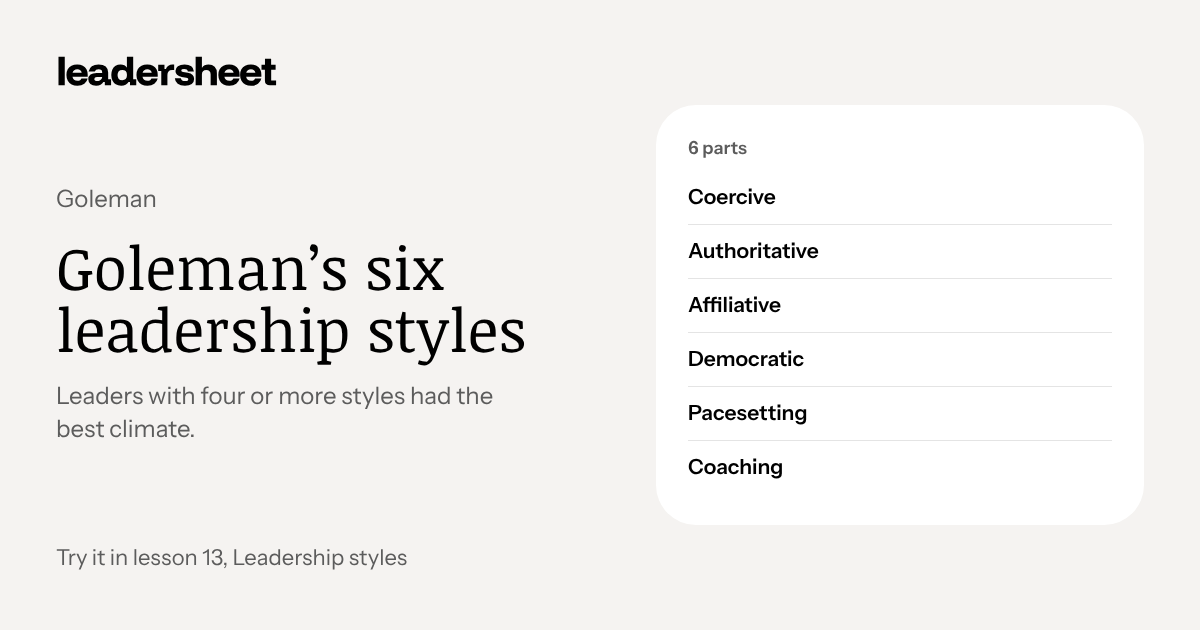 leadersheet
Goleman
Goleman’s six
leadership styles
Leaders with four or more styles had the
best climate.
Try it in lesson 13, Leadership styles
6 parts
Coercive
Authoritative
Affiliative
Democratic
Pacesetting
Coaching